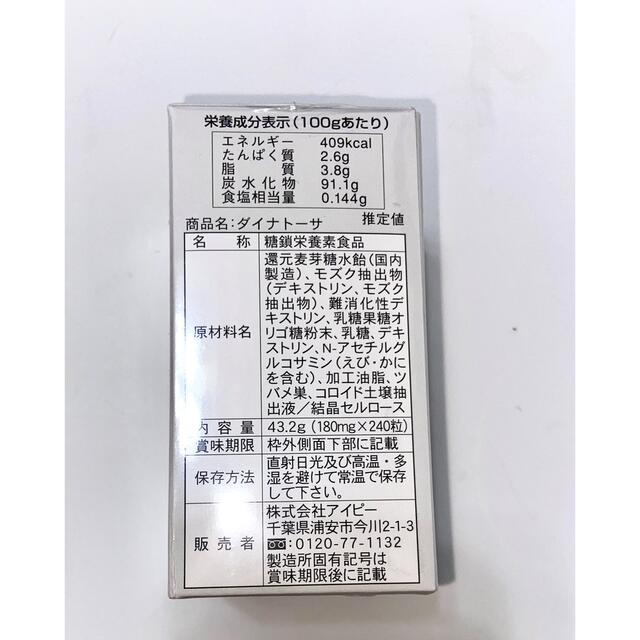 栄養成分表示(100gあたり)
エネルギー 409kcal
たんぱく質 2.6g
脂質 3.8g
炭水化物 91.1g
食塩相当量 0.144g
商品名:ダイナトーサ 推定値
名称 糖鎖栄養素食品
原材料名
還元麦芽糖水飴(国内
製造)、モズク抽出物
(デキストリン、モズク
抽出物)、難消化性デ
キストリン、乳糖果糖オ
リゴ糖粉末、乳糖、デキ
ストリン、N-アセチルグ
ルコサミン(えび・かに
を含む)、加工油脂、ツ
バメ巣、コロイド土壌抽
出液/結晶セルロース
内容量 43.2g(180mg×240粒)
賞味期限 枠外側面下部に記載
保存方法
直射日光及び高温・多
湿を避けて常温で保存
して下さい。
販売者
株式会社アイピー
千葉県浦安市今川2-1-3
:0120-77-1132
製造所固有記号は
賞味期限後に記載